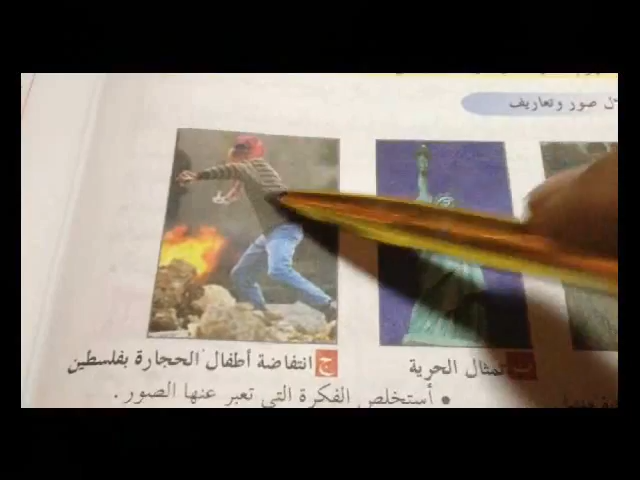 ل صور وتعاريف
ب تمثال الحرية
ج انتفاضة أطفال الحجارة بفلسطين
• أستخلص الفكرة التي تعبر عنها الصور.